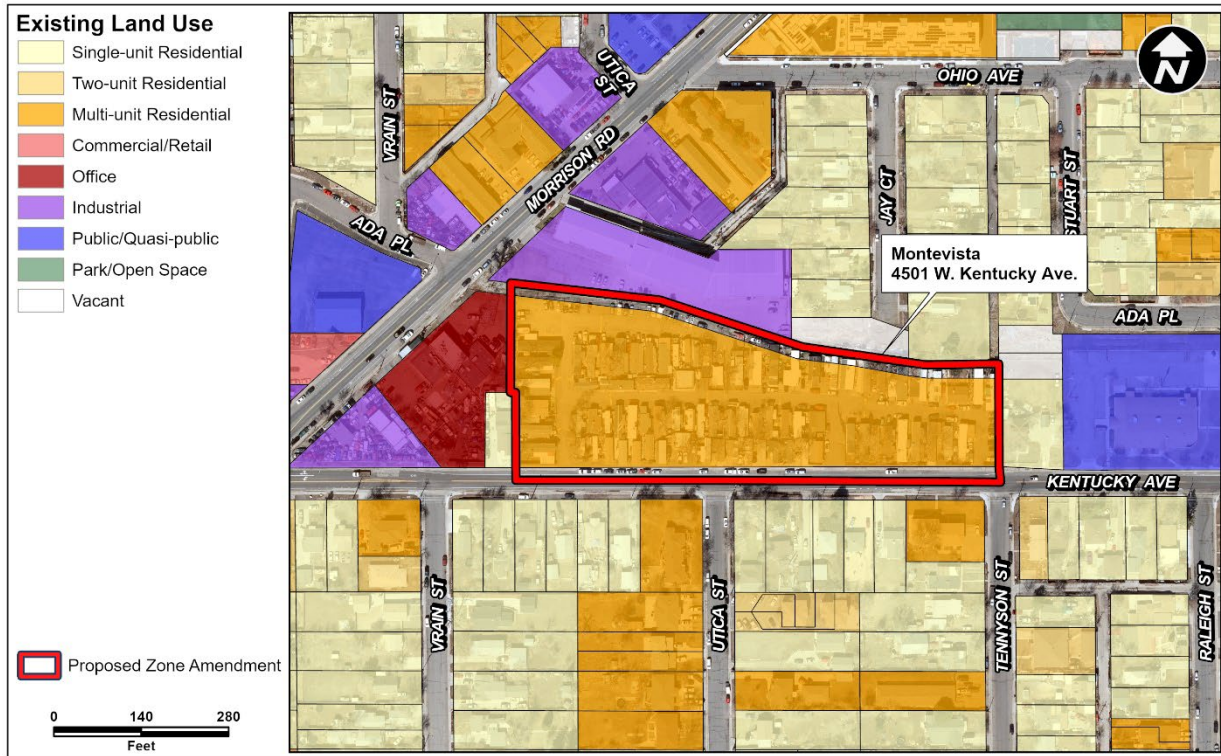 Existing Land Use
Single-unit Residential
Two-unit Residential
Multi-unit Residential
Commercial/Retail
Office
Industrial
Public/Quasi-public
Park/Open Space
Vacant
Proposed Zone Amendment
0 140 280
Feet
UTICA
ST
OHIO AVE
N
VRAIN ST
MORRISON RD
JAY CT
STUART ST
ADA PL
Montevista
4501 W. Kentucky Ave.
ADA PL
KENTUCKY AVE
VRAIN ST
UTICA ST
TENNYSON ST
RALEIGH ST